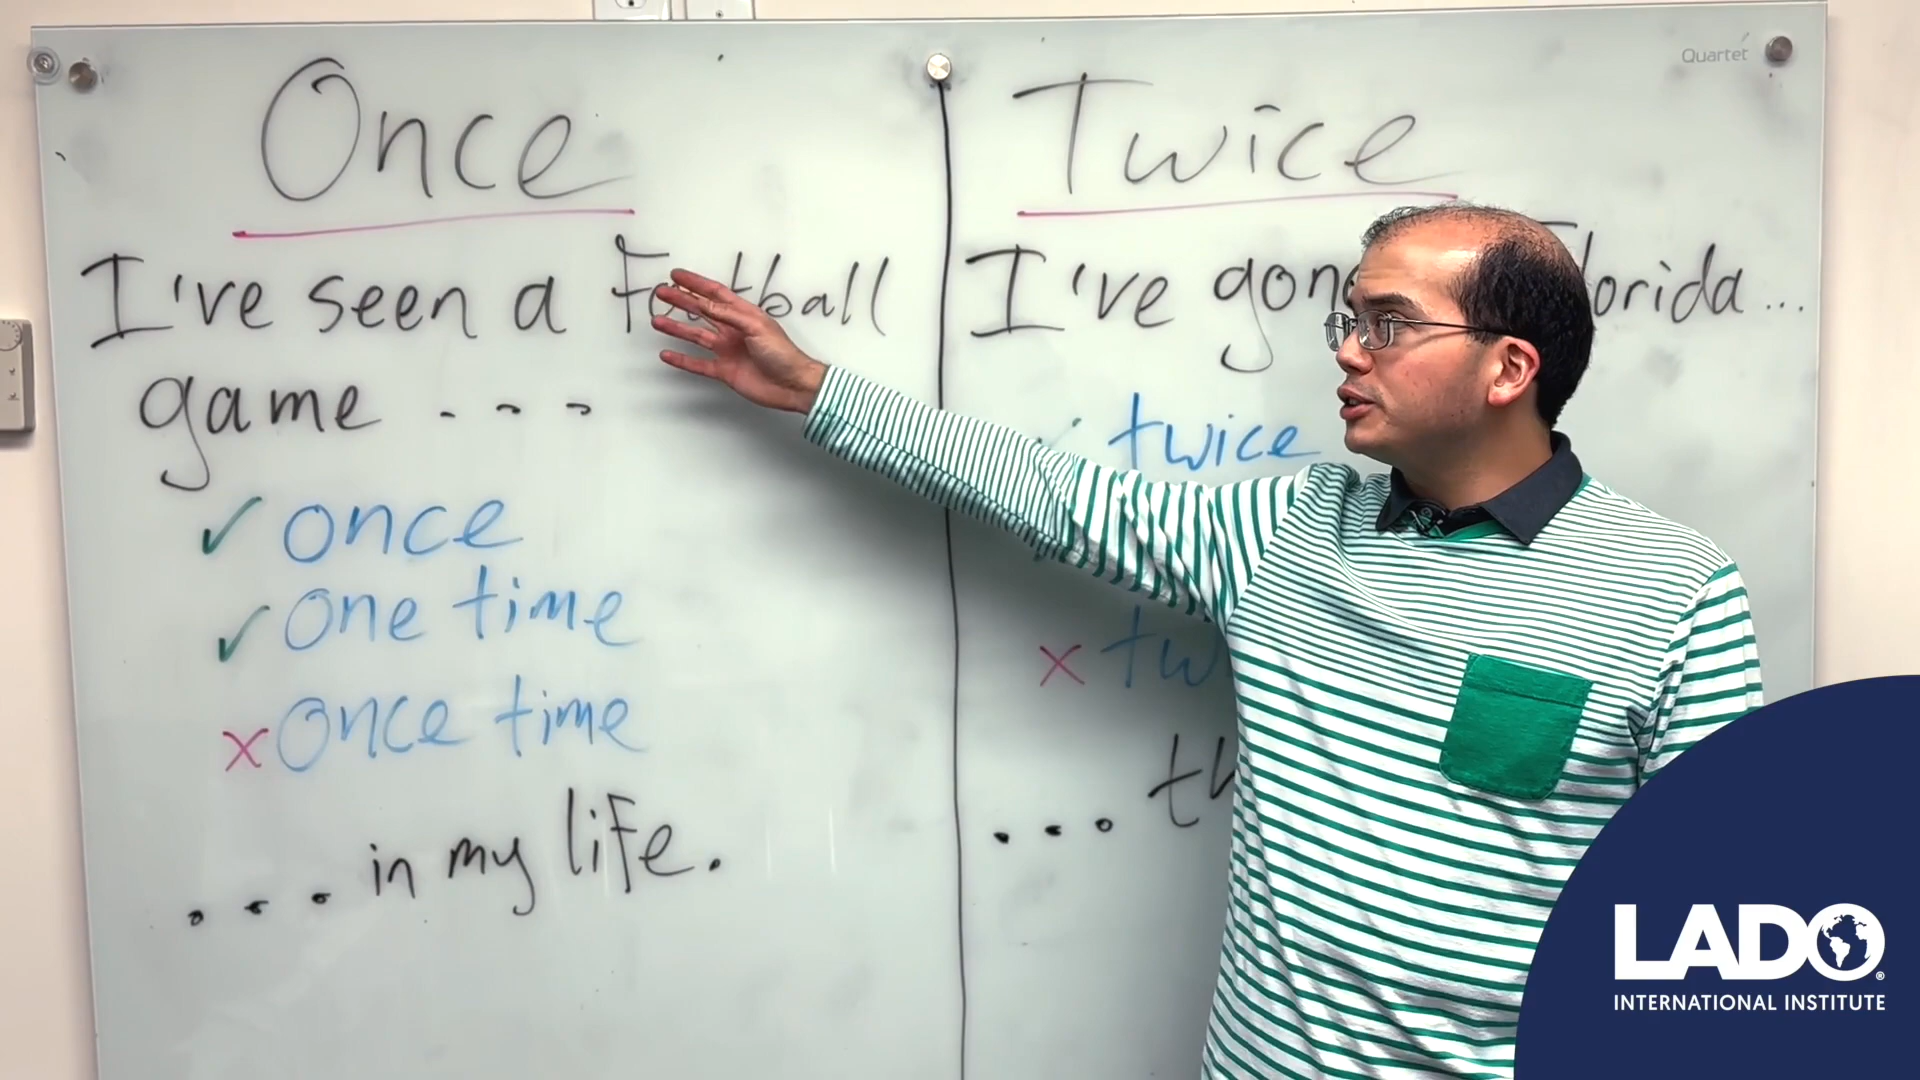 Quartet
Once
I've seen a Football
game ...
✓ once
✓ one time
x Once time
... in my life.
Twice
I've gone Florida ...
✓ twice
x
...
LADO®
INTERNATIONAL INSTITUTE